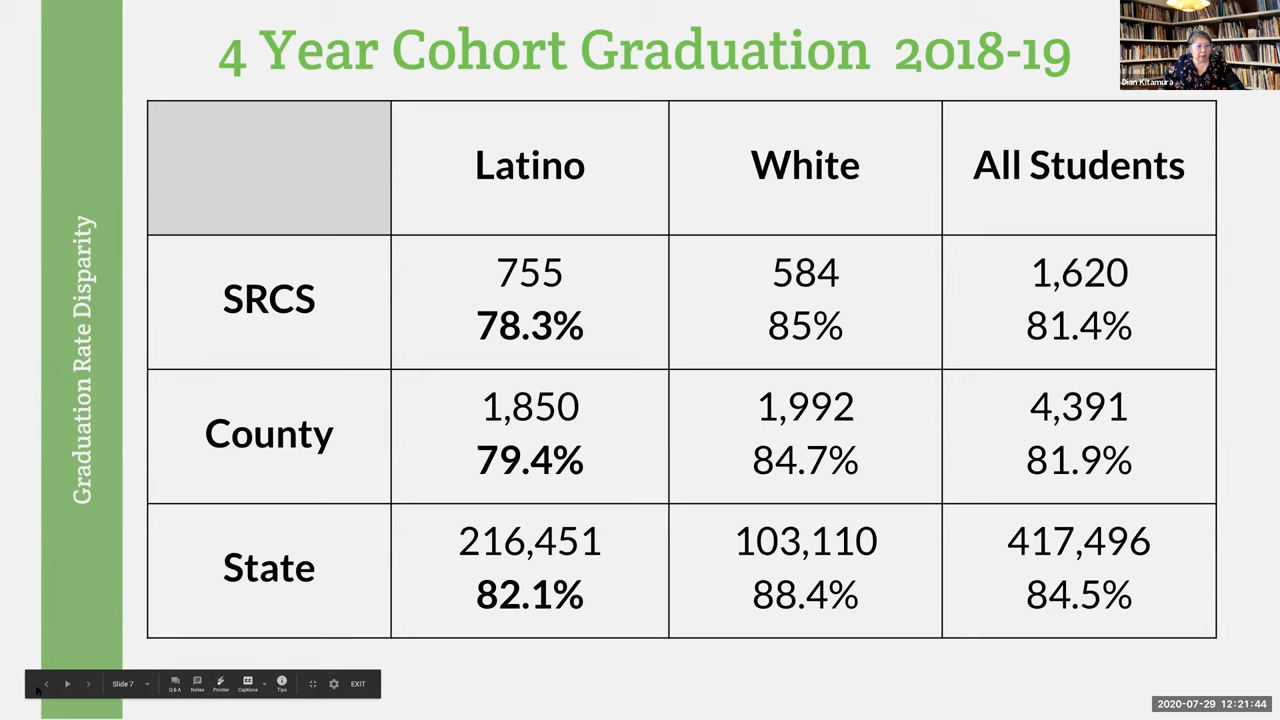 4 Year Cohort Graduation 2018-19
Dian Kitamura
Graduation Rate Disparity
Latino White All Students
SRCS
755 584 1,620
78.3% 85% 81.4%
County
1,850 1,992 4,391
79.4% 84.7% 81.9%
State
216,451 103,110 417,496
82.1% 88.4% 84.5%
Slide 7 Q&A Notes Pointer Captions Tips EXIT
2020-07-29 12:21:44